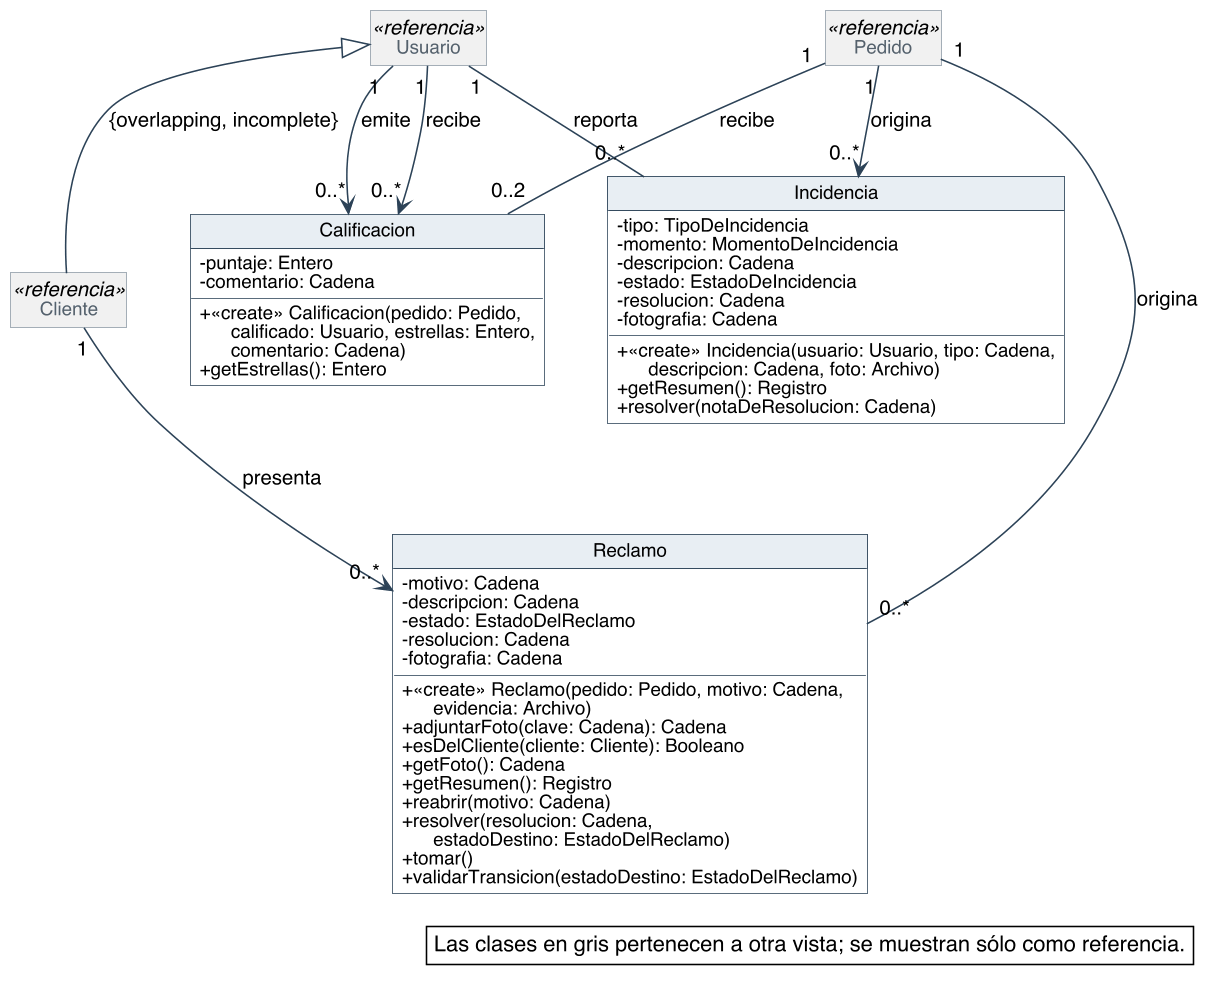 «referencia»
Usuario
«referencia»
Pedido
1
1
1
1
1
1
{overlapping, incomplete}
emite
recibe
reporta
recibe
origina
0..*
0..*
0..*
0..2
0..*
Incidencia
-tipo: TipoDeIncidencia
-momento: MomentoDeIncidencia
-descripcion: Cadena
-estado: EstadoDeIncidencia
-resolucion: Cadena
-fotografia: Cadena
+«create» Incidencia(usuario: Usuario, tipo: Cadena,
descripcion: Cadena, foto: Archivo)
+getResumen(): Registro
+resolver(notaDeResolucion: Cadena)
Calificacion
-puntaje: Entero
-comentario: Cadena
+«create» Calificacion(pedido: Pedido,
calificado: Usuario, estrellas: Entero,
comentario: Cadena)
+getEstrellas(): Entero
«referencia»
Cliente
origina
1
presenta
0..*
0..*
Reclamo
-motivo: Cadena
-descripcion: Cadena
-estado: EstadoDelReclamo
-resolucion: Cadena
-fotografia: Cadena
+«create» Reclamo(pedido: Pedido, motivo: Cadena,
evidencia: Archivo)
+adjuntarFoto(clave: Cadena): Cadena
+esDelCliente(cliente: Cliente): Booleano
+getFoto(): Cadena
+getResumen(): Registro
+reabrir(motivo: Cadena)
+resolver(resolucion: Cadena,
estadoDestino: EstadoDelReclamo)
+tomar()
+validarTransicion(estadoDestino: EstadoDelReclamo)
Las clases en gris pertenecen a otra vista; se muestran sólo como referencia.